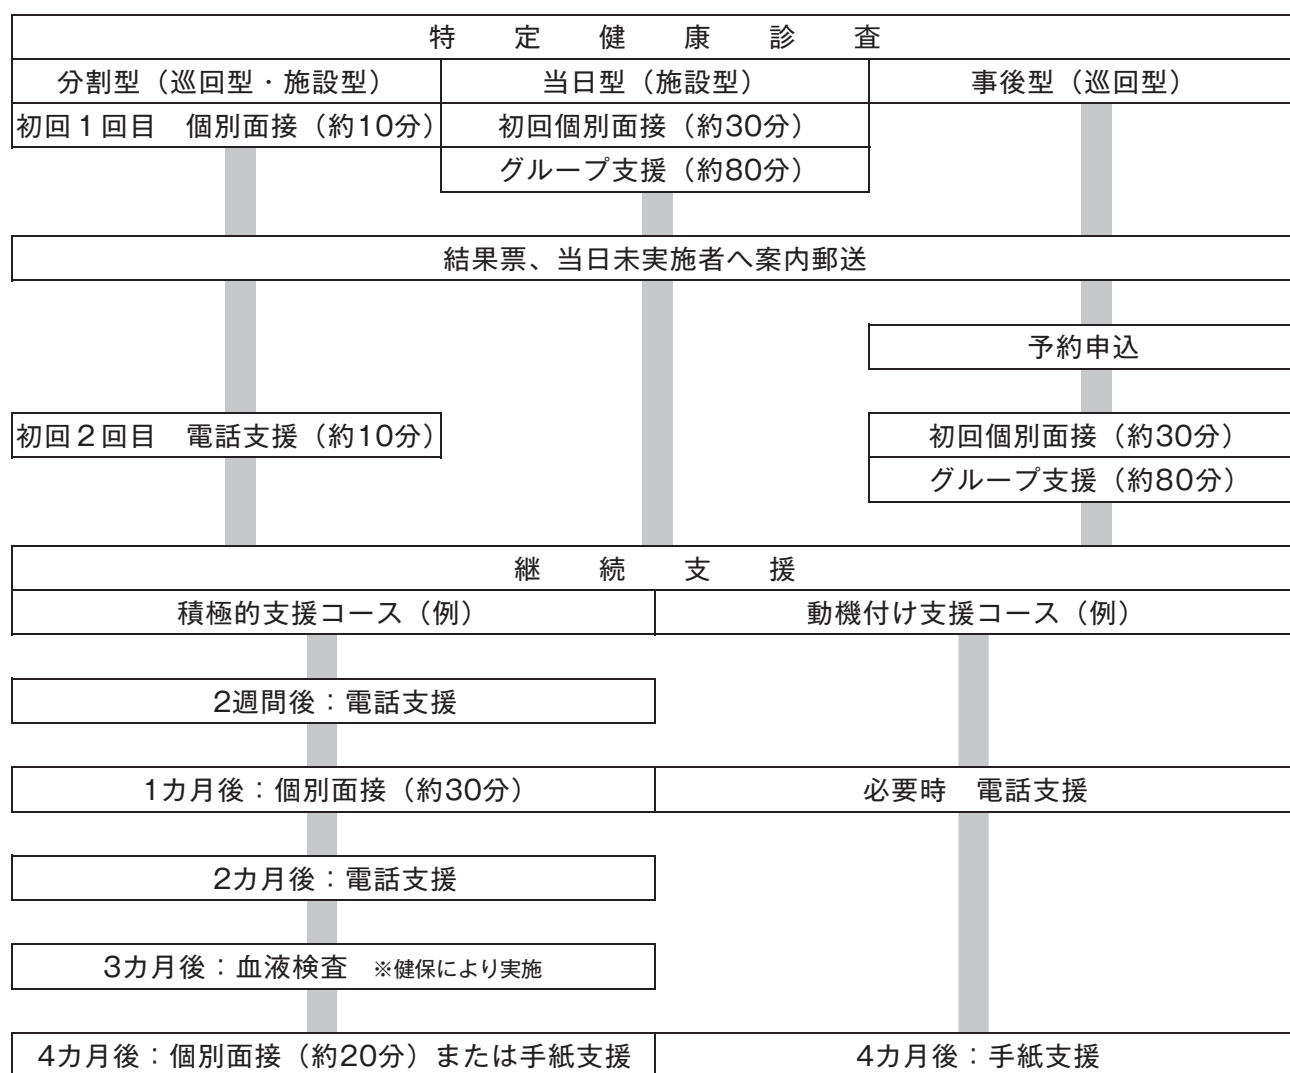 特定健康診査
分割型（巡回型・施設型）
当日型（施設型）
事後型（巡回型）
初回１回目　個別面接（約10分）
初回個別面接（約30分）
グループ支援（約80分）
結果票、当日未実施者へ案内郵送
予約申込
初回２回目　電話支援（約10分）
初回個別面接（約30分）
グループ支援（約80分）
継続支援
積極的支援コース（例）
動機付け支援コース（例）
2週間後：電話支援
1カ月後：個別面接（約30分）
必要時　電話支援
2カ月後：電話支援
3カ月後：血液検査　※健保により実施
4カ月後：個別面接（約20分）または手紙支援
4カ月後：手紙支援